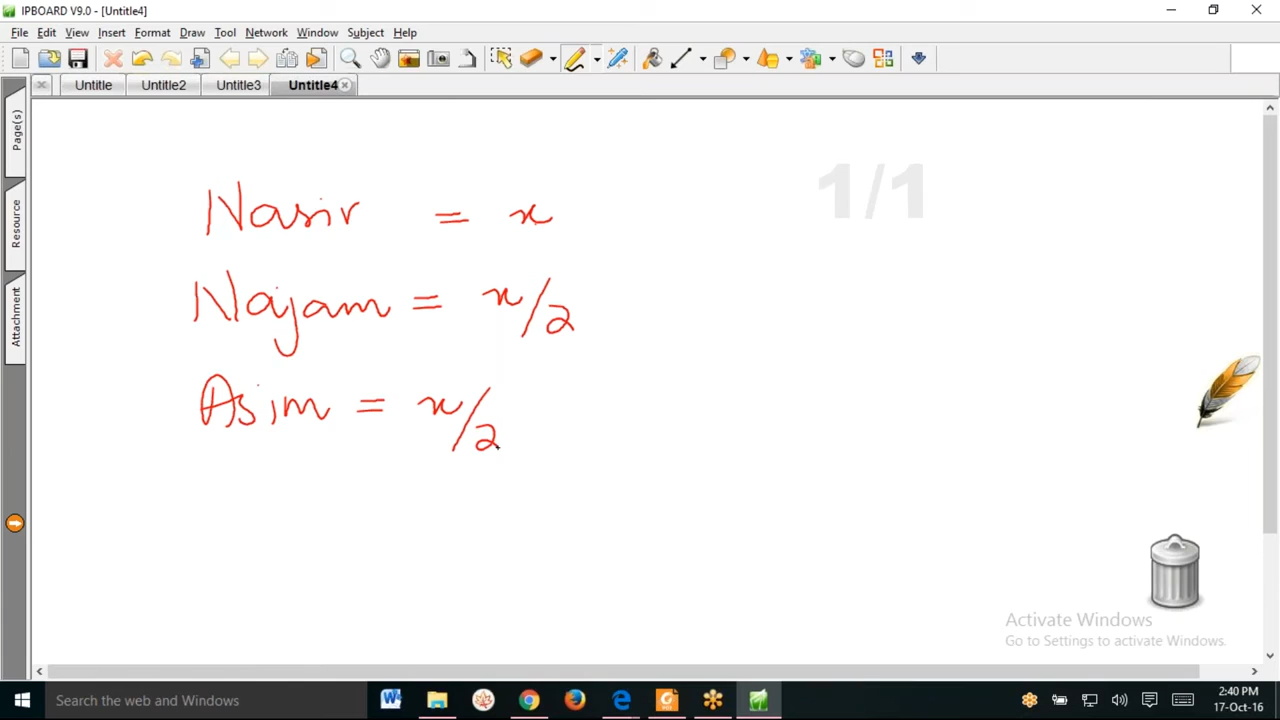 IPBOARD V9.0 - [Untitle4]
File Edit View Insert Format Draw Tool Network Window Subject Help
Untitle Untitle2 Untitle3 Untitle4
Page(s)
Resource
Attachment
1/1
Nasir = x
Najam = x/2
Asim = x/2
Activate Windows
Go to Settings to activate Windows.
Search the web and Windows
2:40 PM
17-Oct-16